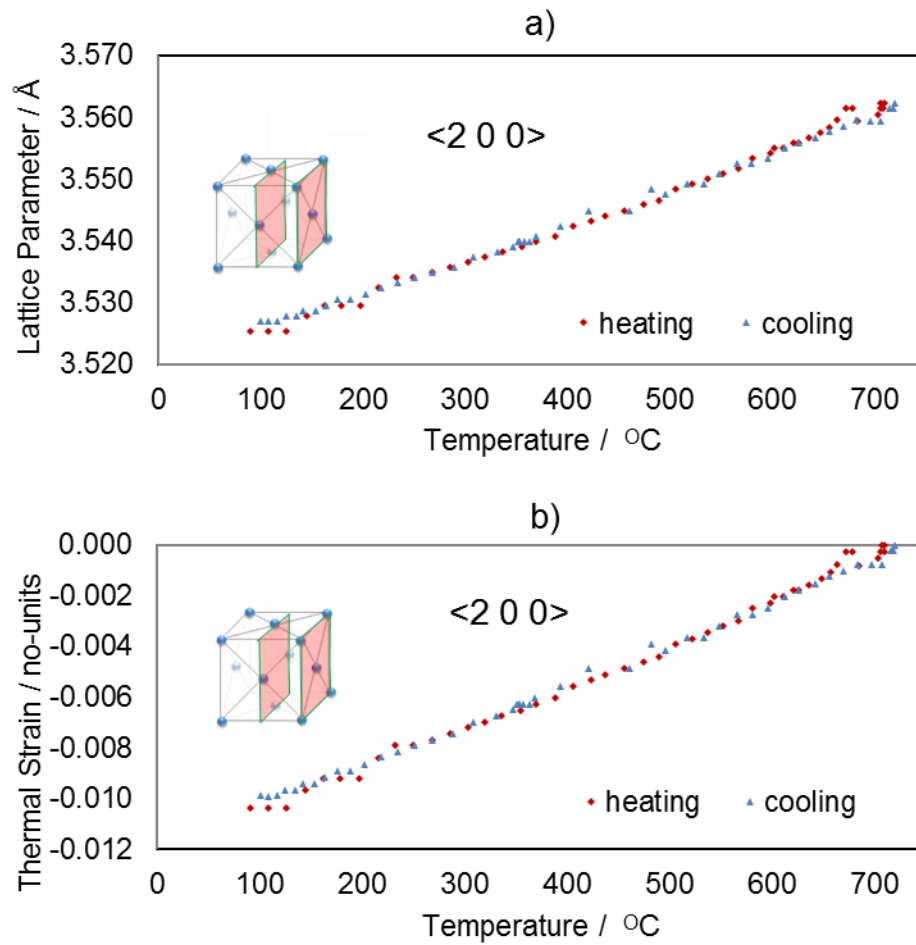 a)
3.570
3.560
3.550
3.540
3.530
3.520
Lattice Parameter / Å
<2 0 0>
heating
cooling
0 100 200 300 400 500 600 700
Temperature / ᴼC
b)
0.000
-0.002
-0.004
-0.006
-0.008
-0.010
-0.012
Thermal Strain / no-units
<2 0 0>
heating
cooling
0 100 200 300 400 500 600 700
Temperature / ᴼC